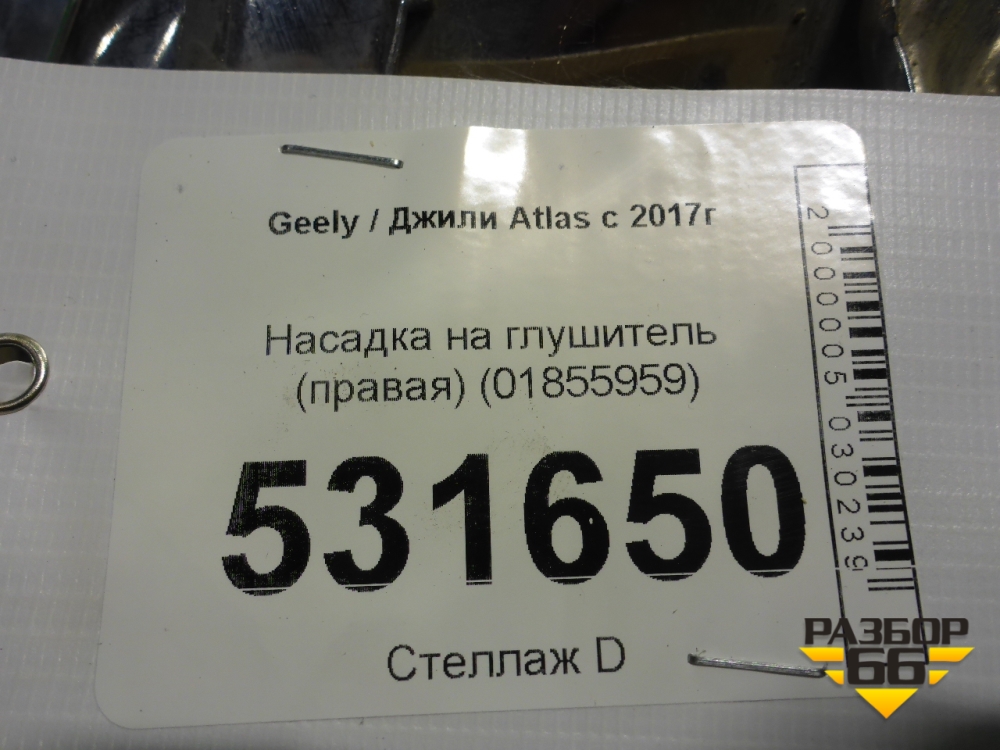 Geely / Джили Atlas с 2017г
Насадка на глушитель
(правая) (01855959)
531650
Стеллаж D
2000005030239
РАЗБОР
66